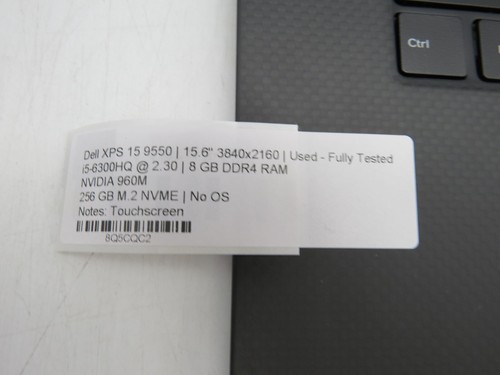 Ctrl
Dell XPS 15 9550 | 15.6" 3840x2160 | Used - Fully Tested
i5-6300HQ @ 2.30 | 8 GB DDR4 RAM
NVIDIA 960M
256 GB M.2 NVME | No OS
Notes: Touchscreen
8Q5CQC2